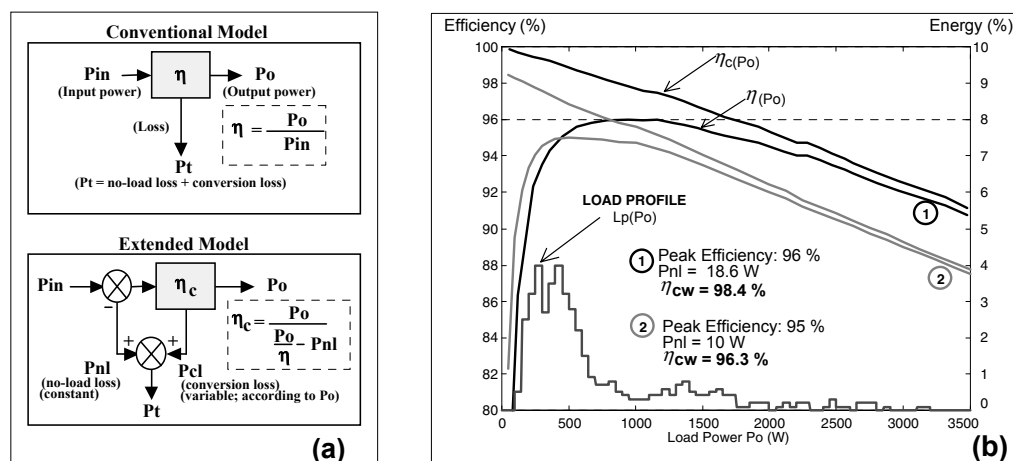 Conventional Model
Pin
(Input power)
η
Po
(Output power)
(Loss)
η = Po / Pin
Pt
(Pt = no-load loss + conversion loss)
Extended Model
Pin
ηc
Po
−
ηc = Po / (Po/η − Pnl)
+
+
Pnl
(no-load loss)
(constant)
Pcl
(conversion loss)
(variable; according to Po)
Pt
(a)
Efficiency (%)
Energy (%)
100
98
96
94
92
90
88
86
84
82
80
10
9
8
7
6
5
4
3
2
1
0
ηc(Po)
η(Po)
LOAD PROFILE
Lp(Po)
1
2
1
Peak Efficiency: 96 %
Pnl = 18.6 W
ηcw = 98.4 %
2
Peak Efficiency: 95 %
Pnl = 10 W
ηcw = 96.3 %
0
500
1000
1500
2000
2500
3000
3500
Load Power Po (W)
(b)